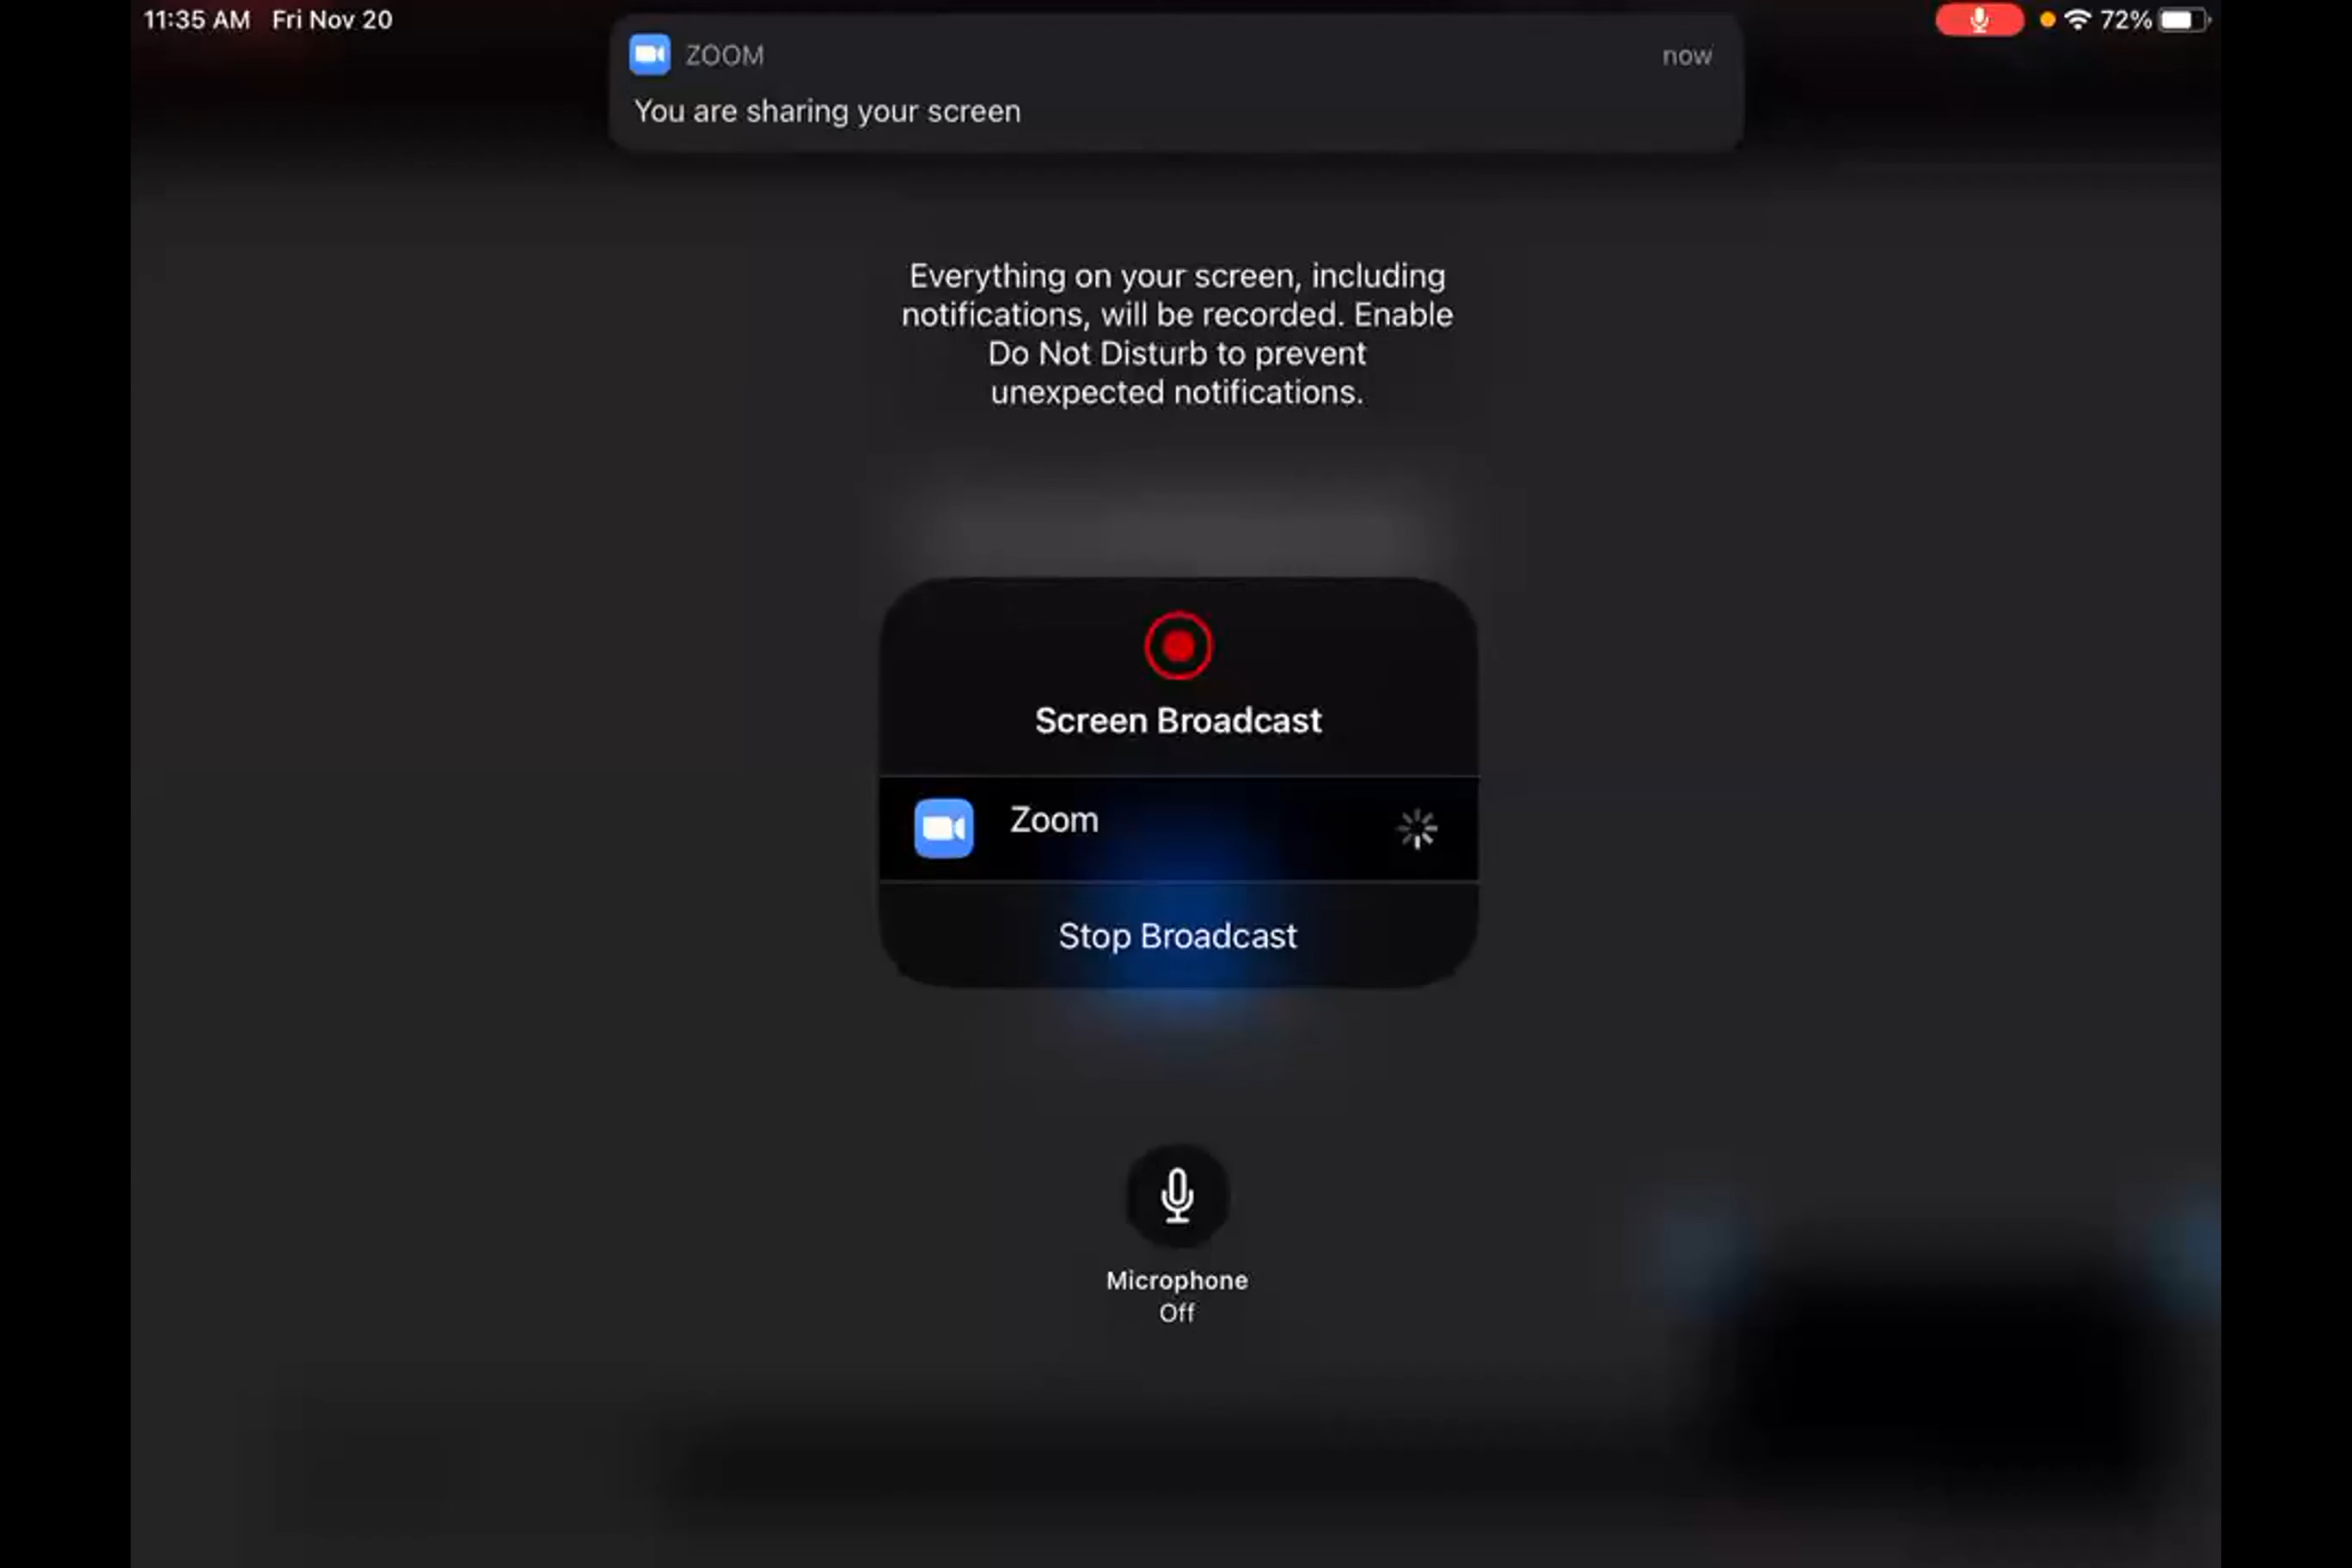 11:35 AM Fri Nov 20
72%
ZOOM
now
You are sharing your screen
Everything on your screen, including
notifications, will be recorded. Enable
Do Not Disturb to prevent
unexpected notifications.
Screen Broadcast
Zoom
Stop Broadcast
Microphone
Off